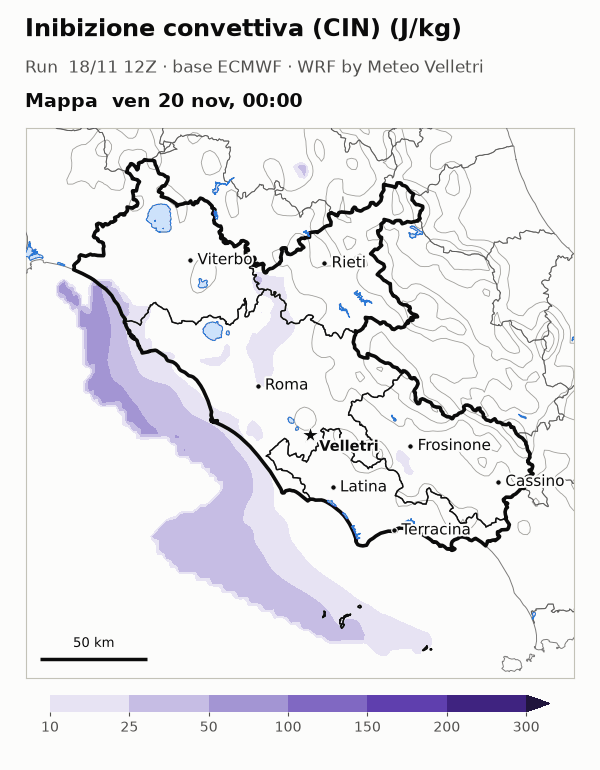 Inibizione convettiva (CIN) (J/kg)
Run  18/11 12Z · base ECMWF · WRF by Meteo Velletri
Mappa  ven 20 nov, 00:00
Viterbo
Rieti
Roma
Velletri
Frosinone
Cassino
Latina
Terracina
50 km
10 25 50 100 150 200 300